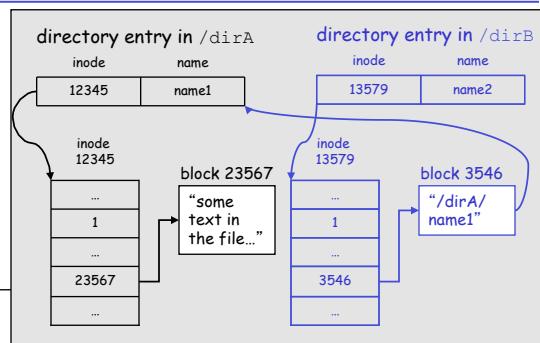 directory entry in /dirA
inode name
12345 name1
inode
12345
…
1
…
23567
…
block 23567
“some
text in
the file…”
directory entry in /dirB
inode name
13579 name2
inode
13579
…
1
…
3546
…
block 3546
“/dirA/
name1”